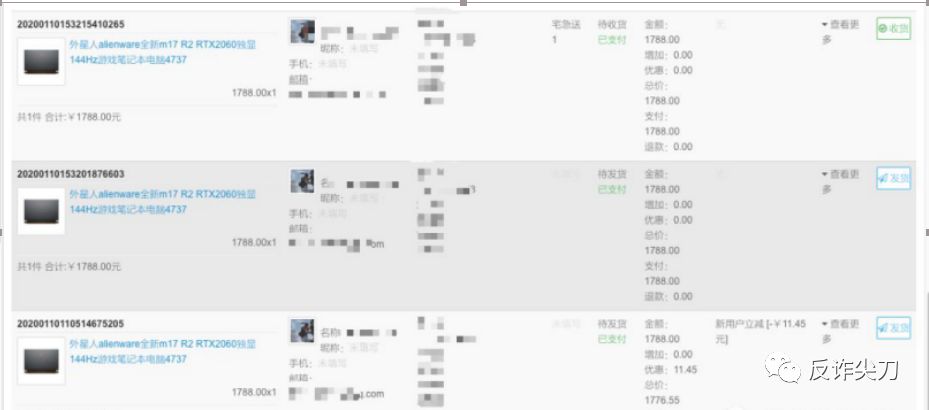 20200110153215410265
外星人alienware全新m17 R2 RTX2060独显
144Hz游戏笔记本电脑4737
1788.00x1
共1件 合计:￥1788.00元
昵称：未填写
手机：未填写
邮箱:
宅急送
1
待收货
已支付
金额：
1788.00
增加：0.00
优惠：0.00
总价：
1788.00
支付：
1788.00
退款：0.00
无
查看更
多
收货
20200110153201876603
外星人alienware全新m17 R2 RTX2060独显
144Hz游戏笔记本电脑4737
1788.00x1
共1件 合计:￥1788.00元
名
昵称：未填写
手机：未填写
邮箱:
om
3
未填写
待发货
已支付
金额：
1788.00
增加：0.00
优惠：0.00
总价：
1788.00
支付：
1788.00
退款：0.00
无
查看更
多
发货
20200110110514675205
外星人alienware全新m17 R2 RTX2060独显
144Hz游戏笔记本电脑4737
1788.00x1
名称
昵称：未填写
手机：未填写
邮箱:
.com
未填写
待发货
已支付
金额：
1788.00
增加：0.00
优惠：11.45
总价：
1776.55
新用户立减 [-￥11.45
元]
查看更
多
发货
反诈尖刀